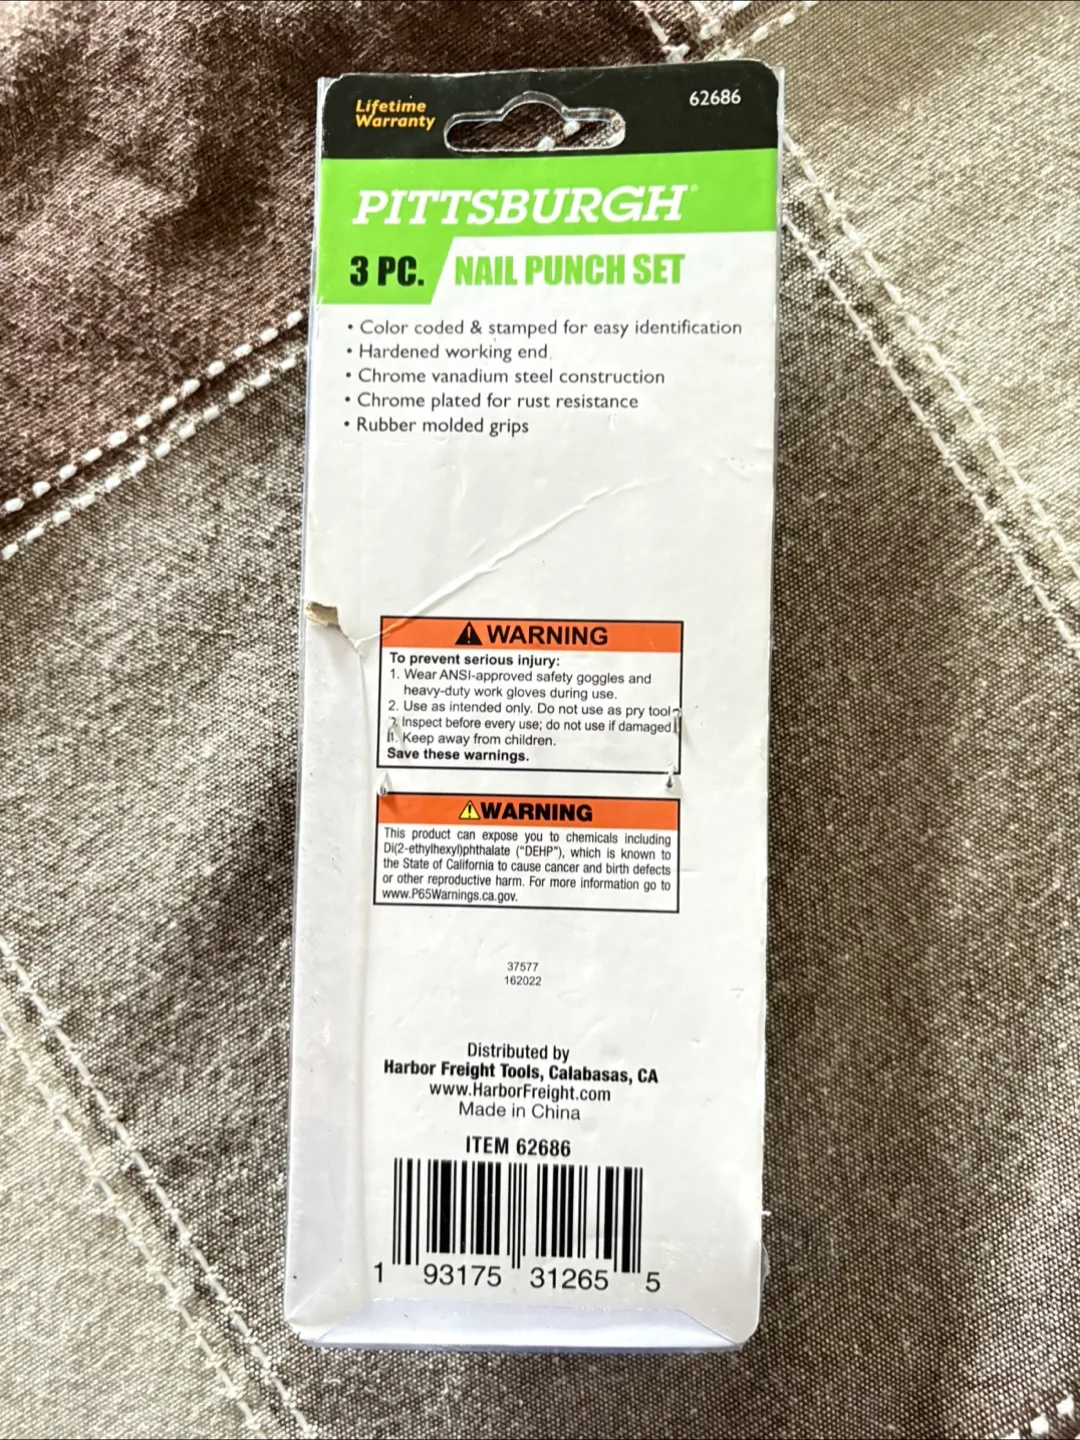 Lifetime
Warranty
62686
PITTSBURGH®
3 PC. NAIL PUNCH SET
• Color coded & stamped for easy identification
• Hardened working end
• Chrome vanadium steel construction
• Chrome plated for rust resistance
• Rubber molded grips
⚠ WARNING
To prevent serious injury:
1. Wear ANSI-approved safety goggles and
heavy-duty work gloves during use.
2. Use as intended only. Do not use as pry tool
Inspect before every use; do not use if damaged
Keep away from children.
Save these warnings.
⚠WARNING
This product can expose you to chemicals including
Di(2-ethylhexyl)phthalate ("DEHP"), which is known to
the State of California to cause cancer and birth defects
or other reproductive harm. For more information go to
www.P65Warnings.ca.gov.
37577
162022
Distributed by
Harbor Freight Tools, Calabasas, CA
www.HarborFreight.com
Made in China
ITEM 62686
1 93175 31265 5